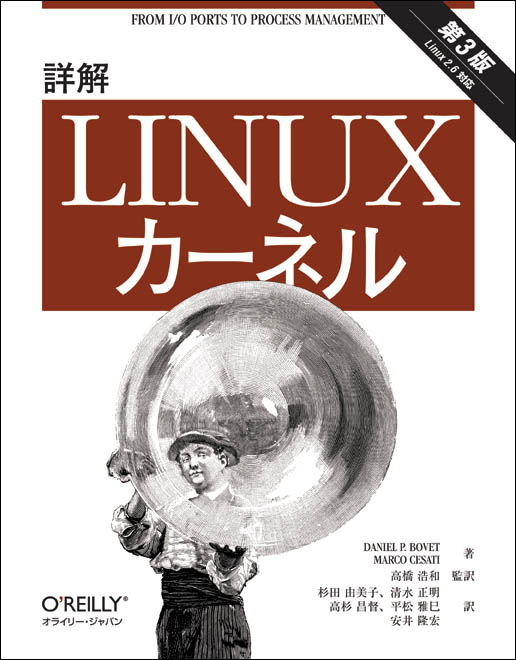 FROM I/O PORTS TO PROCESS MANAGEMENT
第3版
Linux 2.6 対応
詳解
LINUX
カーネル
DANIEL P. BOVET
MARCO CESATI
著
高橋 浩和 監訳
杉田 由美子、清水 正明
高杉 昌督、平松 雅巳 訳
安井 隆宏
O'REILLY®
オライリー・ジャパン